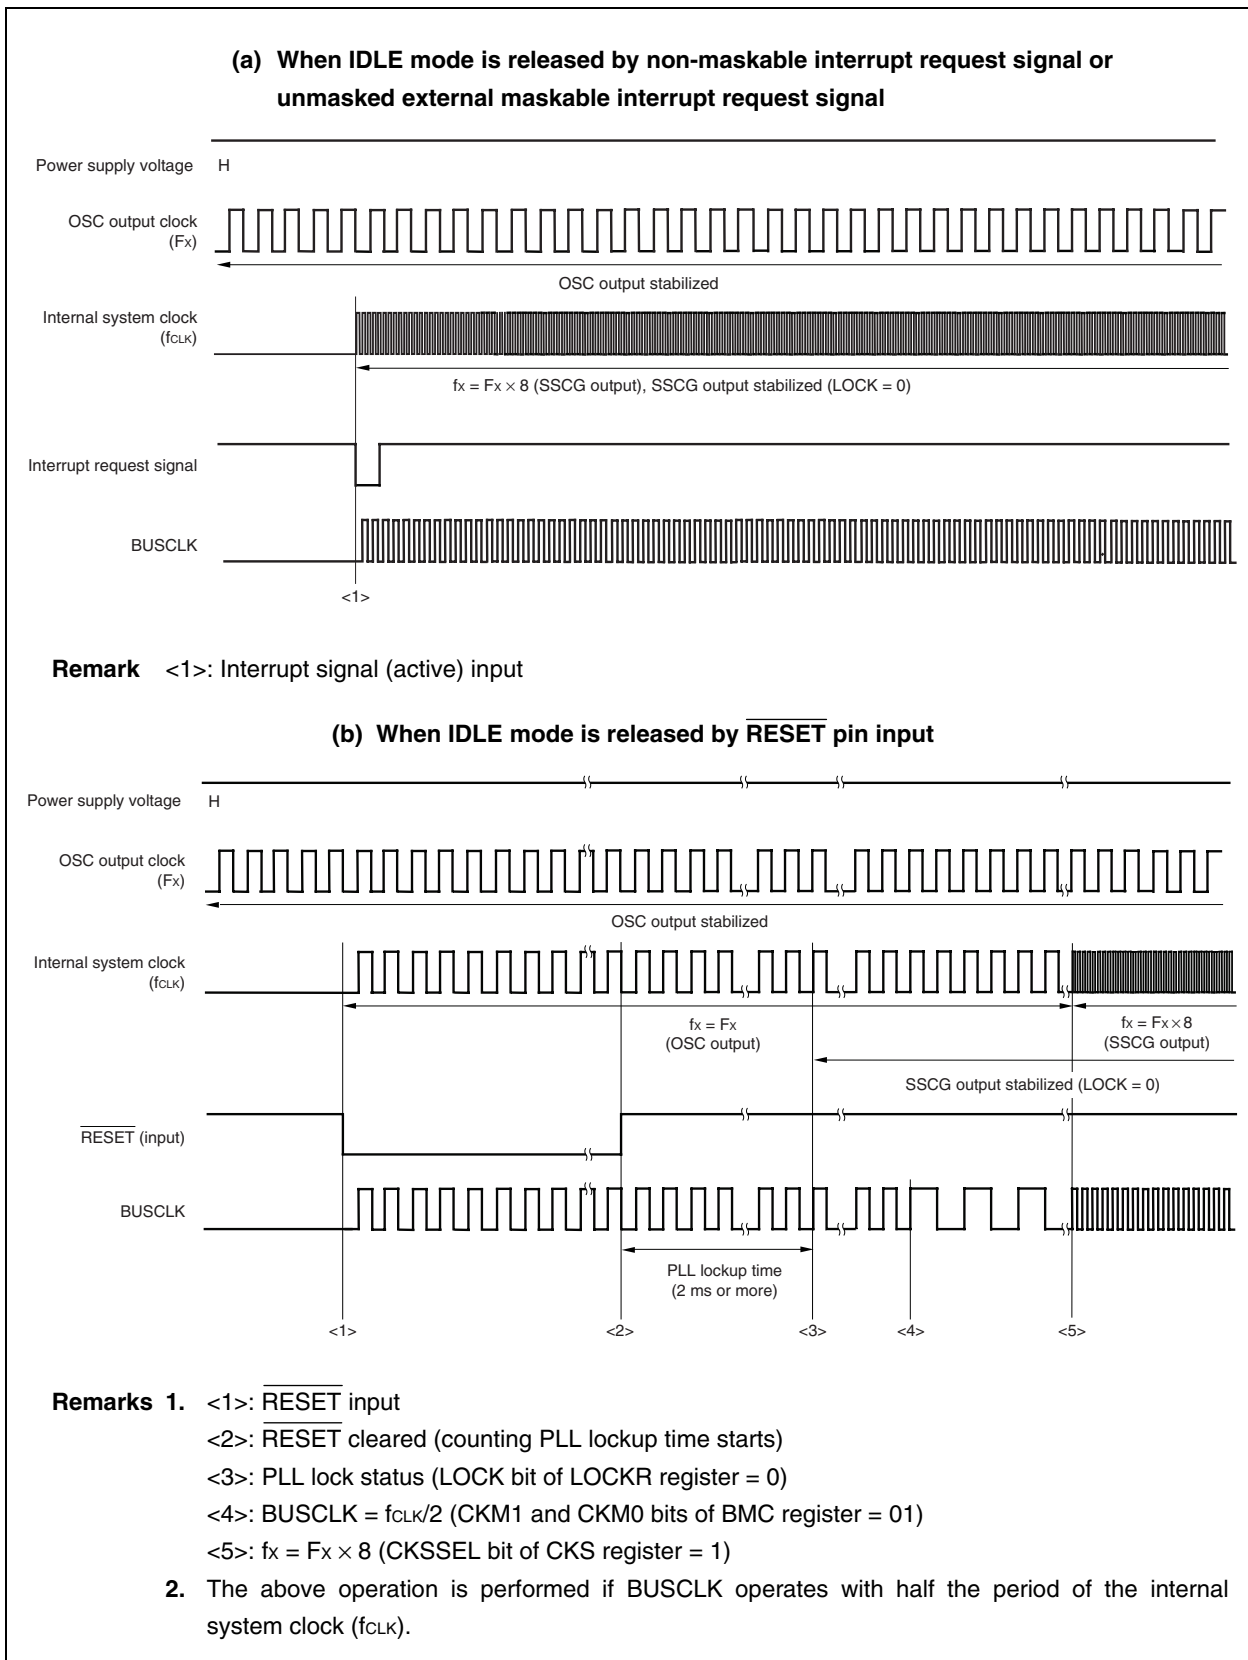 (a) When IDLE mode is released by non-maskable interrupt request signal or
unmasked external maskable interrupt request signal
Power supply voltage H
OSC output clock
(FX)
OSC output stabilized
Internal system clock
(fCLK)
fX = FX × 8 (SSCG output), SSCG output stabilized (LOCK = 0)
Interrupt request signal
BUSCLK
<1>
Remark <1>: Interrupt signal (active) input
(b) When IDLE mode is released by RESET pin input
Power supply voltage H
OSC output clock
(FX)
OSC output stabilized
Internal system clock
(fCLK)
fX = FX
(OSC output)
fX = FX × 8
(SSCG output)
SSCG output stabilized (LOCK = 0)
RESET (input)
BUSCLK
PLL lockup time
(2 ms or more)
<1> <2> <3> <4> <5>
Remarks 1. <1>: RESET input
<2>: RESET cleared (counting PLL lockup time starts)
<3>: PLL lock status (LOCK bit of LOCKR register = 0)
<4>: BUSCLK = fCLK/2 (CKM1 and CKM0 bits of BMC register = 01)
<5>: fX = FX × 8 (CKSSEL bit of CKS register = 1)
2. The above operation is performed if BUSCLK operates with half the period of the internal
system clock (fCLK).